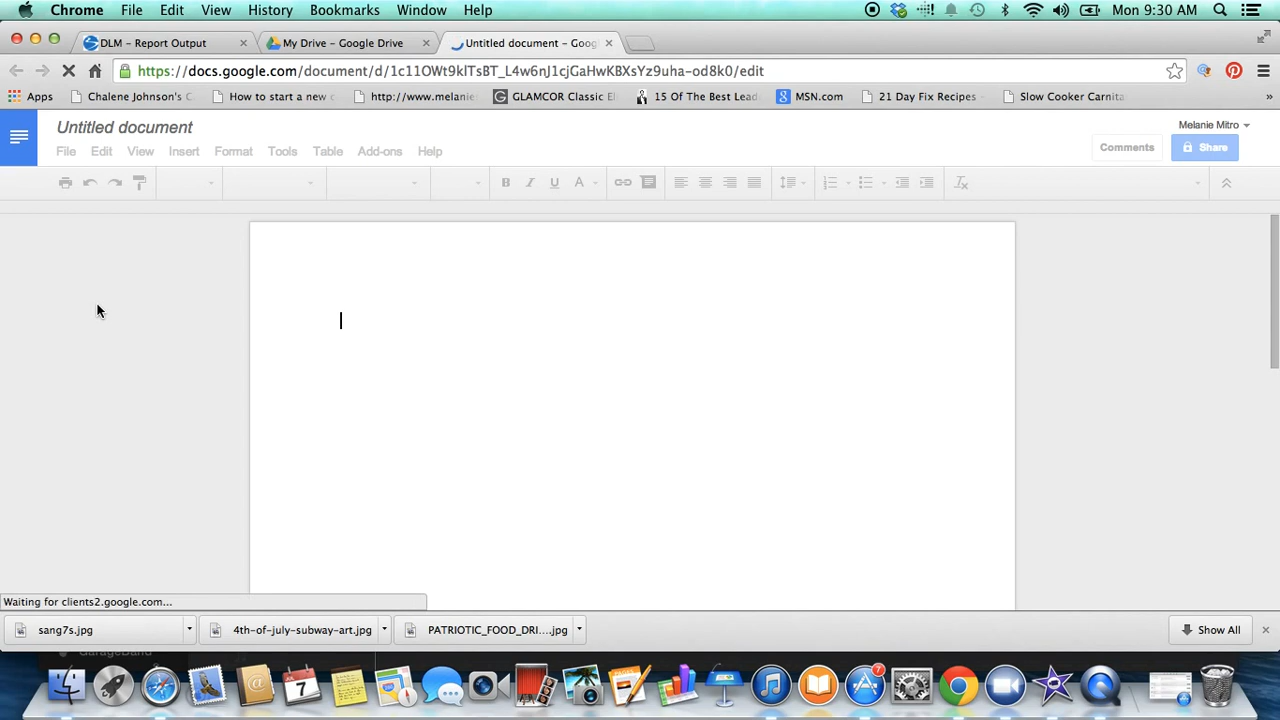 Chrome File Edit View History Bookmarks Window Help Mon 9:30 AM
DLM - Report Output My Drive - Google Drive Untitled document - Goog
https://docs.google.com/document/d/1c11OWt9klTsBT_L4w6nJ1cjGaHwKBXsYz9uha-od8k0/edit
Apps Chalene Johnson's C How to start a new c http://www.melanie GLAMCOR Classic El 15 Of The Best Lead MSN.com 21 Day Fix Recipes Slow Cooker Carnita »
Untitled document
Melanie Mitro
File Edit View Insert Format Tools Table Add-ons Help
Comments Share
B I U A
Waiting for clients2.google.com...
sang7s.jpg 4th-of-july-subway-art.jpg PATRIOTIC_FOOD_DRI....jpg Show All
GarageBand
7
7